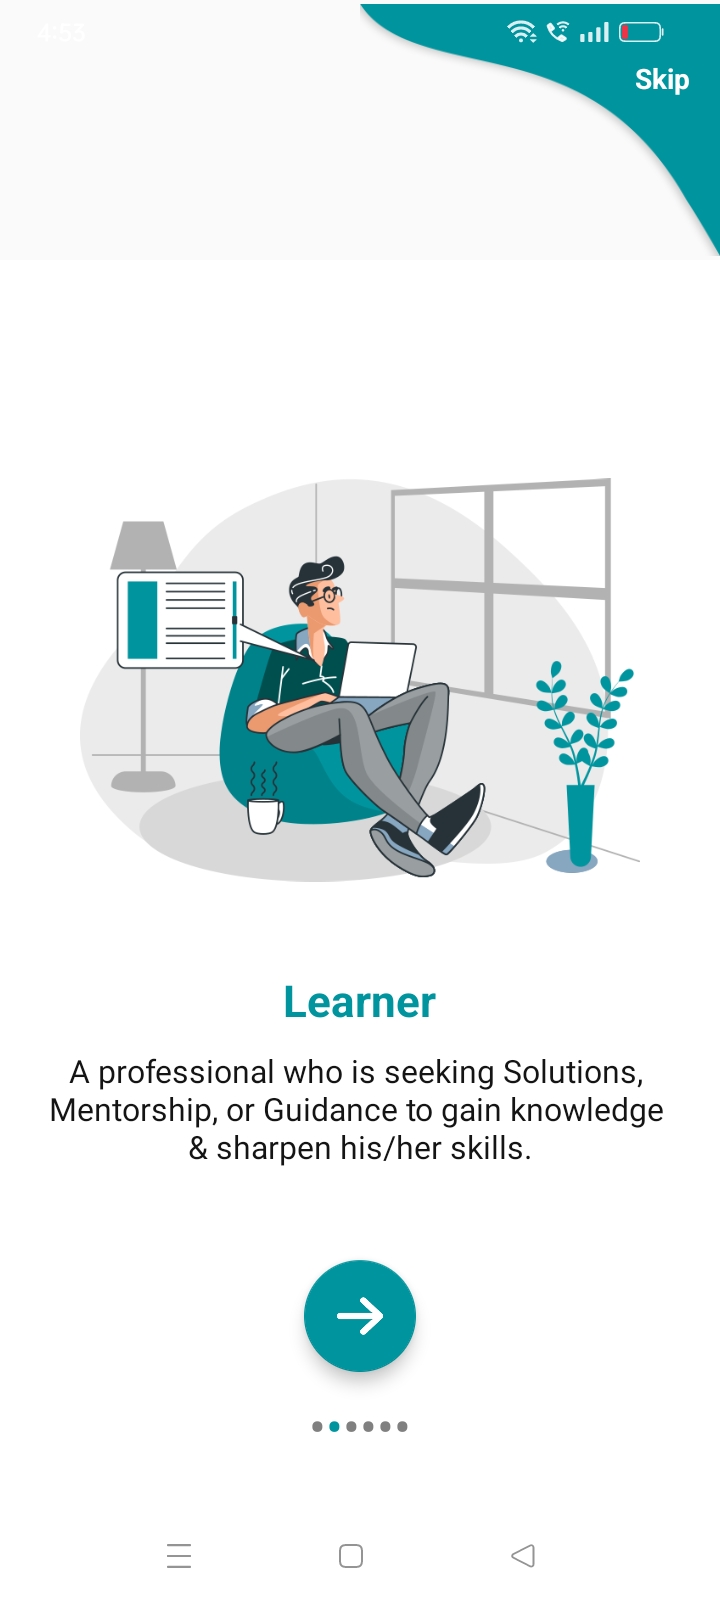 4:53
Skip
Learner
A professional who is seeking Solutions,
Mentorship, or Guidance to gain knowledge
& sharpen his/her skills.